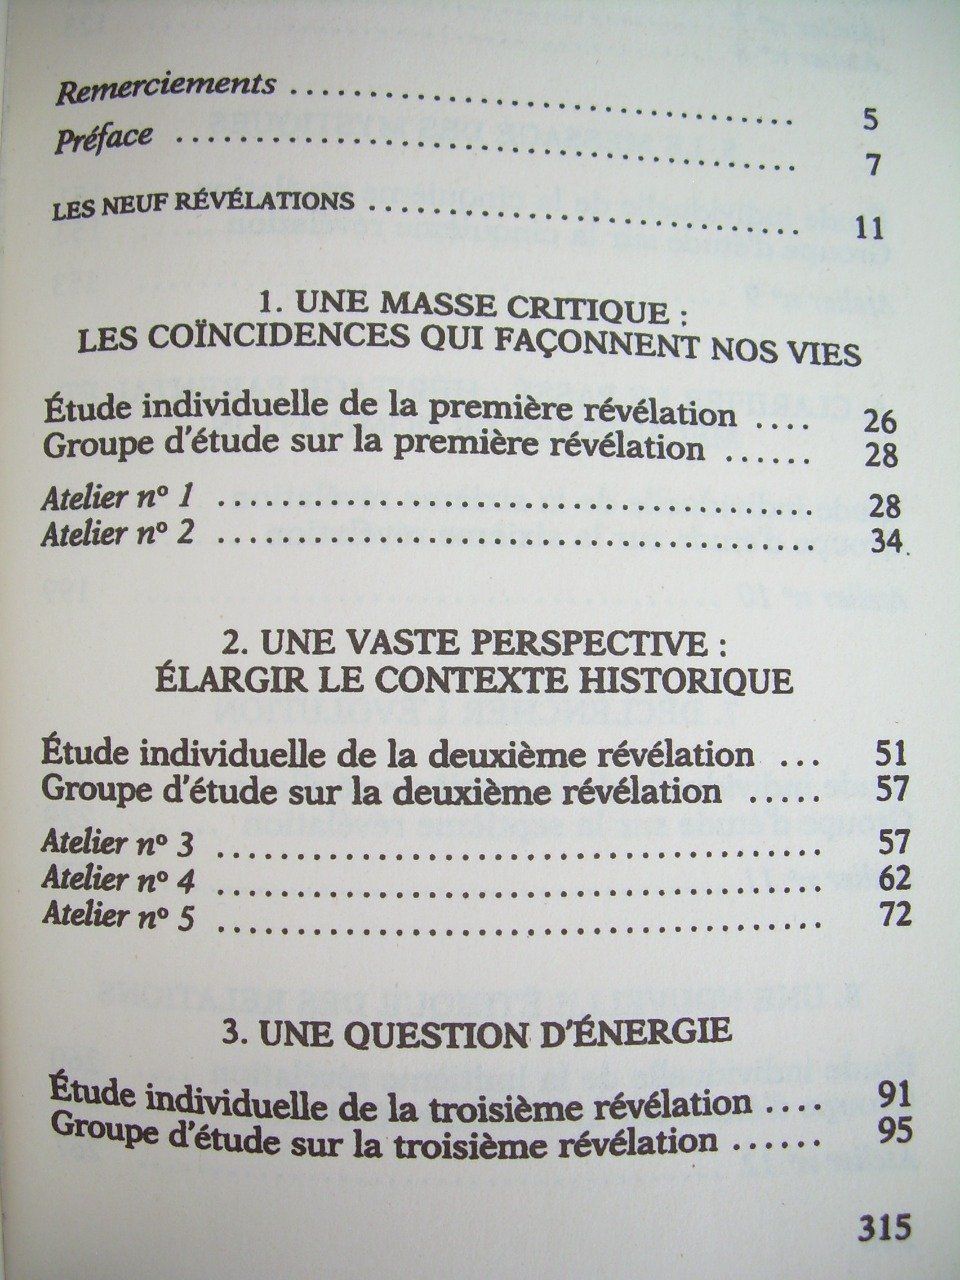 Remerciements ................................ 5
Préface ....................................... 7
LES NEUF RÉVÉLATIONS ........................... 11
1. UNE MASSE CRITIQUE :
LES COÏNCIDENCES QUI FAÇONNENT NOS VIES
Étude individuelle de la première révélation .... 26
Groupe d'étude sur la première révélation ...... 28
Atelier nº 1 ..................................... 28
Atelier nº 2 ..................................... 34
2. UNE VASTE PERSPECTIVE :
ÉLARGIR LE CONTEXTE HISTORIQUE
Étude individuelle de la deuxième révélation ... 51
Groupe d'étude sur la deuxième révélation ..... 57
Atelier nº 3 ...................................... 57
Atelier nº 4 ...................................... 62
Atelier nº 5 ...................................... 72
3. UNE QUESTION D'ÉNERGIE
Étude individuelle de la troisième révélation .... 91
Groupe d'étude sur la troisième révélation ...... 95
315